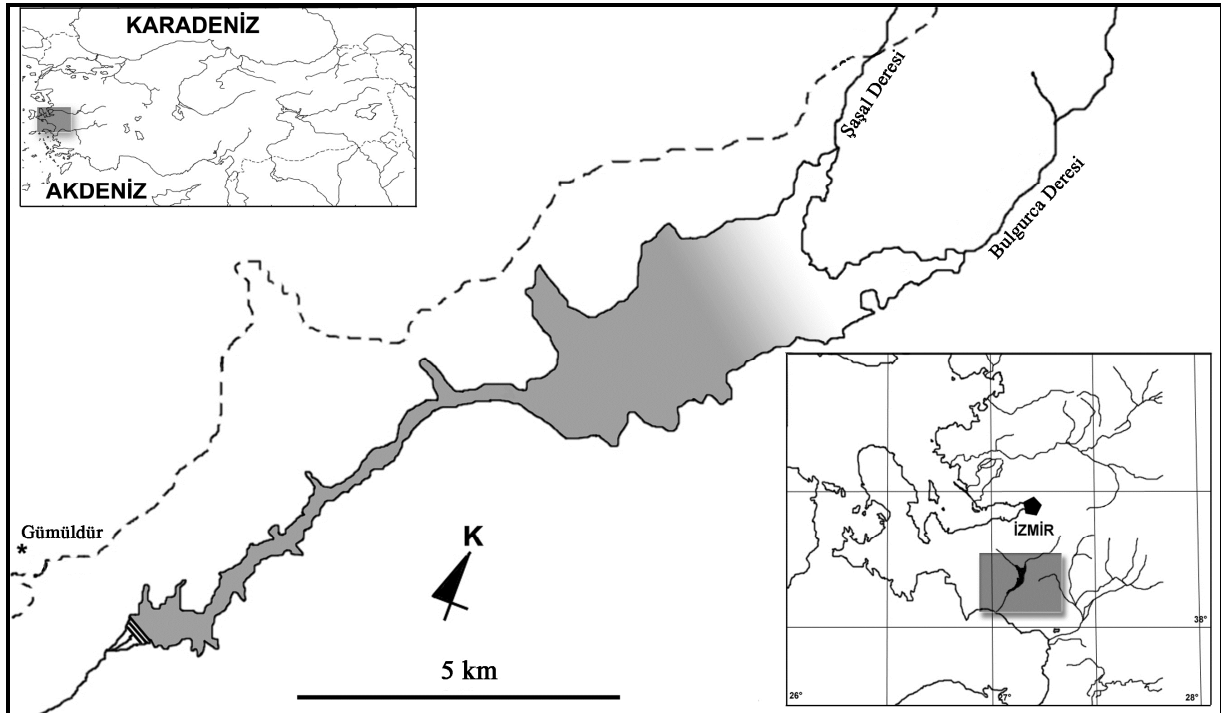 KARADENİZ
AKDENİZ
Şaşal Deresi
Bulgurca Deresi
Gümüldür
*
K
5 km
İZMİR
38°
26°
27°
28°